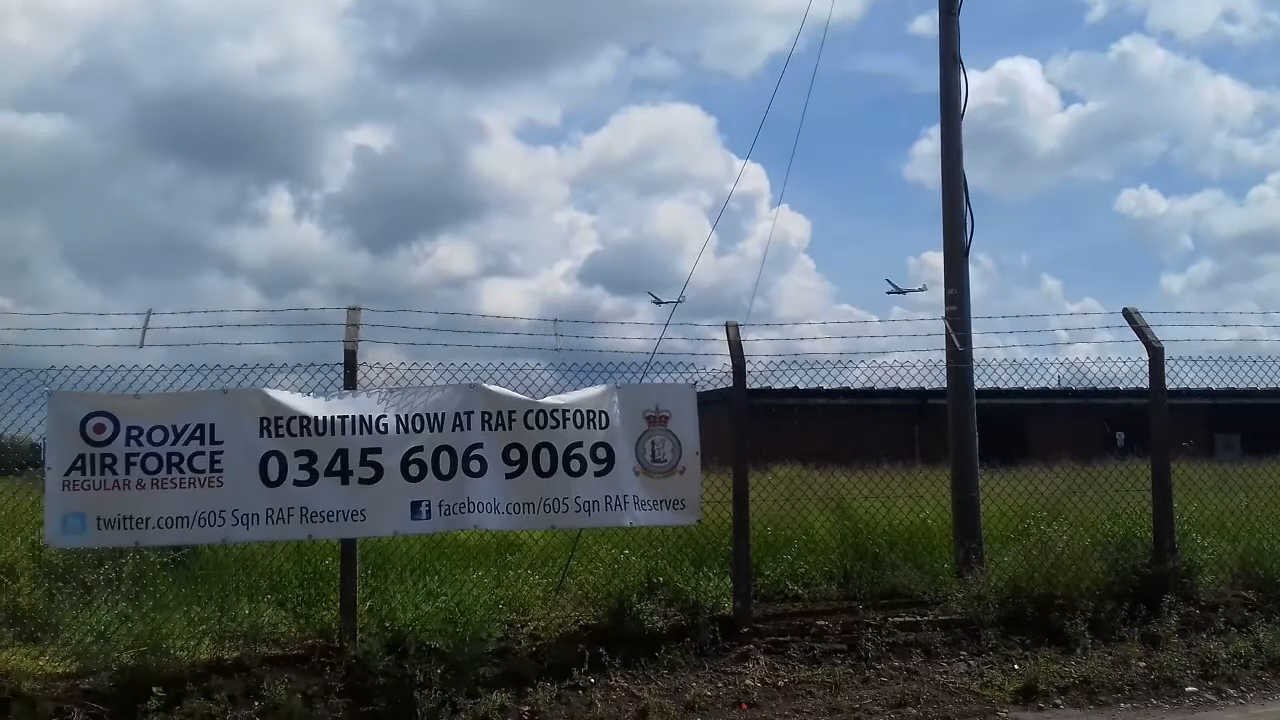 ROYAL
AIR FORCE
REGULAR & RESERVES
RECRUITING NOW AT RAF COSFORD
0345 606 9069
twitter.com/605 Sqn RAF Reserves
facebook.com/605 Sqn RAF Reserves